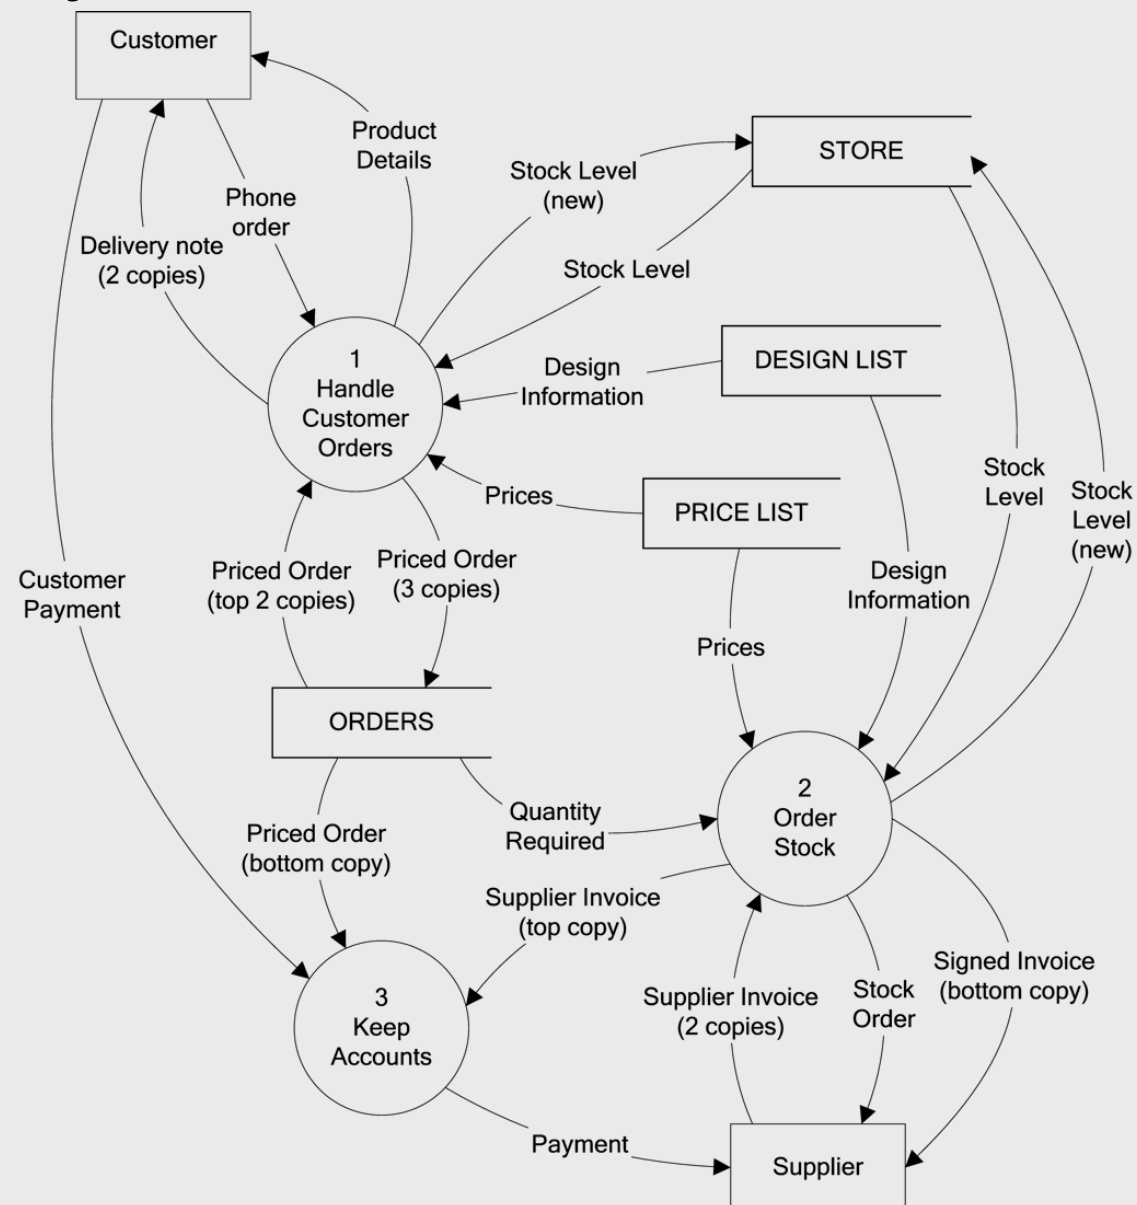 Customer
Product
Details
Phone
order
Delivery note
(2 copies)
Stock Level
(new)
STORE
Stock Level
1
Handle
Customer
Orders
Design
Information
DESIGN LIST
Prices
PRICE LIST
Stock
Level
Stock
Level
(new)
Customer
Payment
Priced Order
(top 2 copies)
Priced Order
(3 copies)
Design
Information
Prices
ORDERS
Quantity
Required
2
Order
Stock
Priced Order
(bottom copy)
Supplier Invoice
(top copy)
3
Keep
Accounts
Supplier Invoice
(2 copies)
Stock
Order
Signed Invoice
(bottom copy)
Payment
Supplier